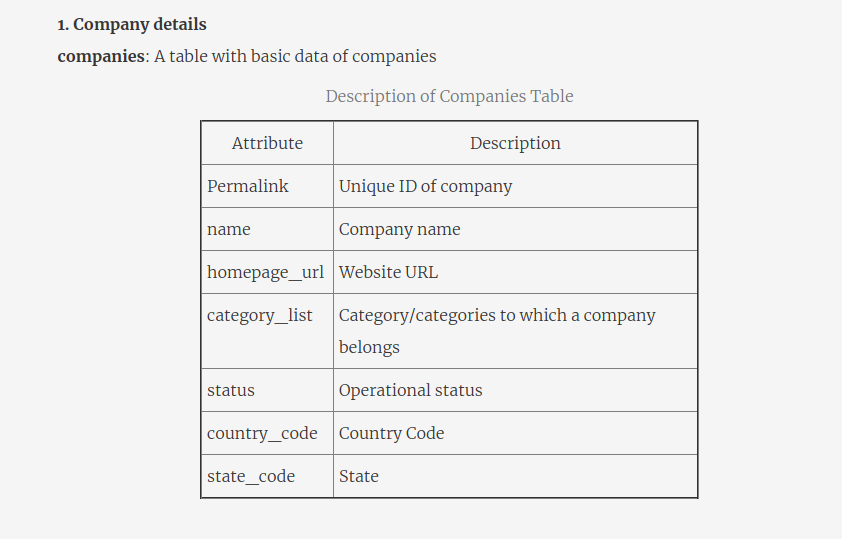 1. Company details
companies: A table with basic data of companies
Description of Companies Table
Attribute Description
Permalink Unique ID of company
name Company name
homepage_url Website URL
category_list Category/categories to which a company
belongs
status Operational status
country_code Country Code
state_code State